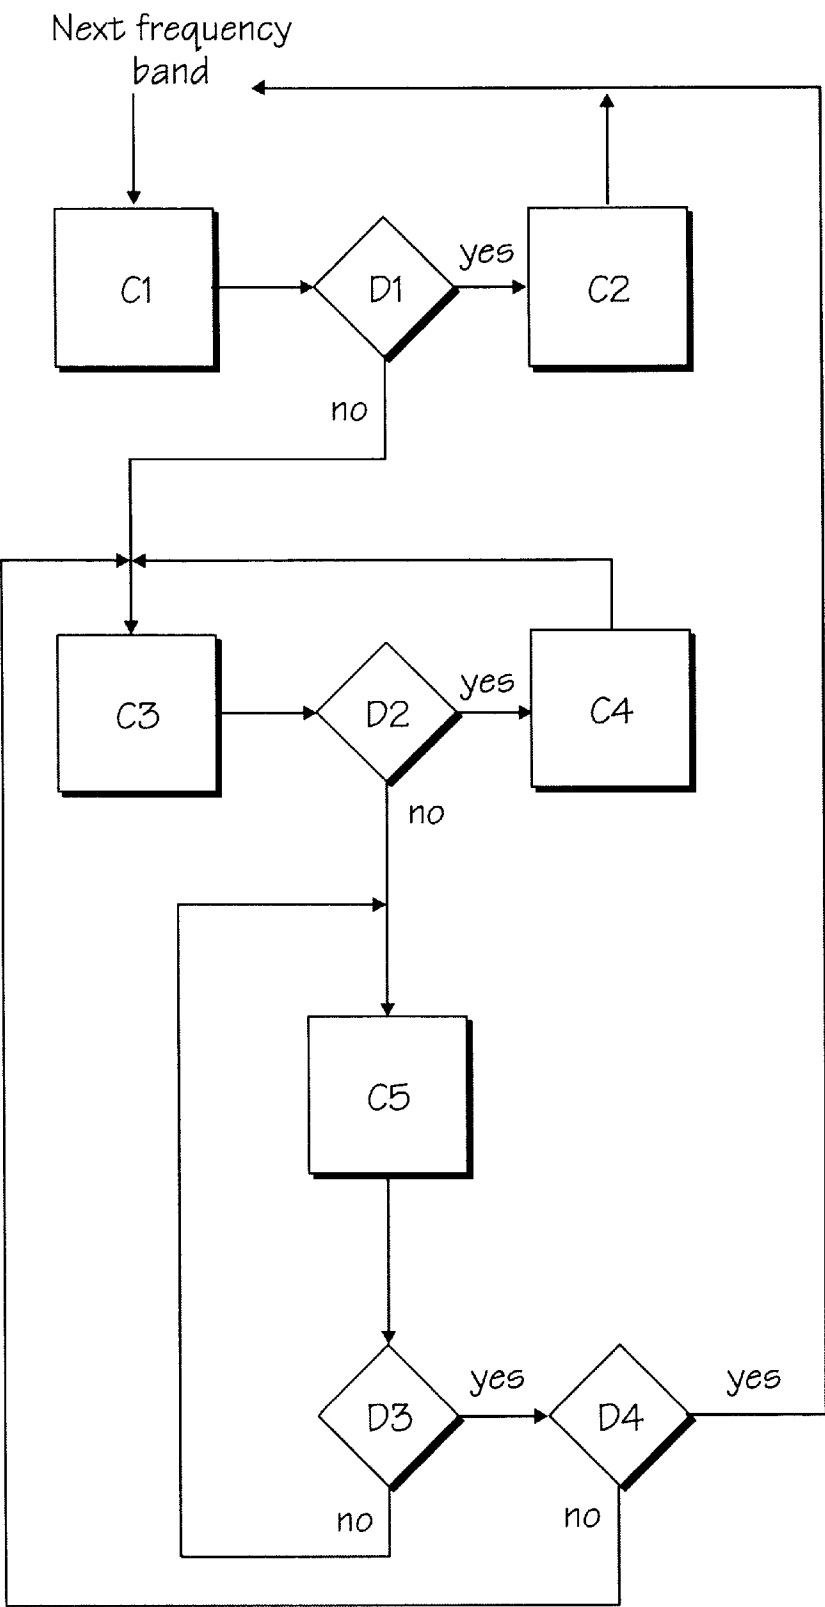 Next frequency
band
C1
D1
yes
C2
no
C3
D2
yes
C4
no
C5
D3
yes
D4
yes
no
no